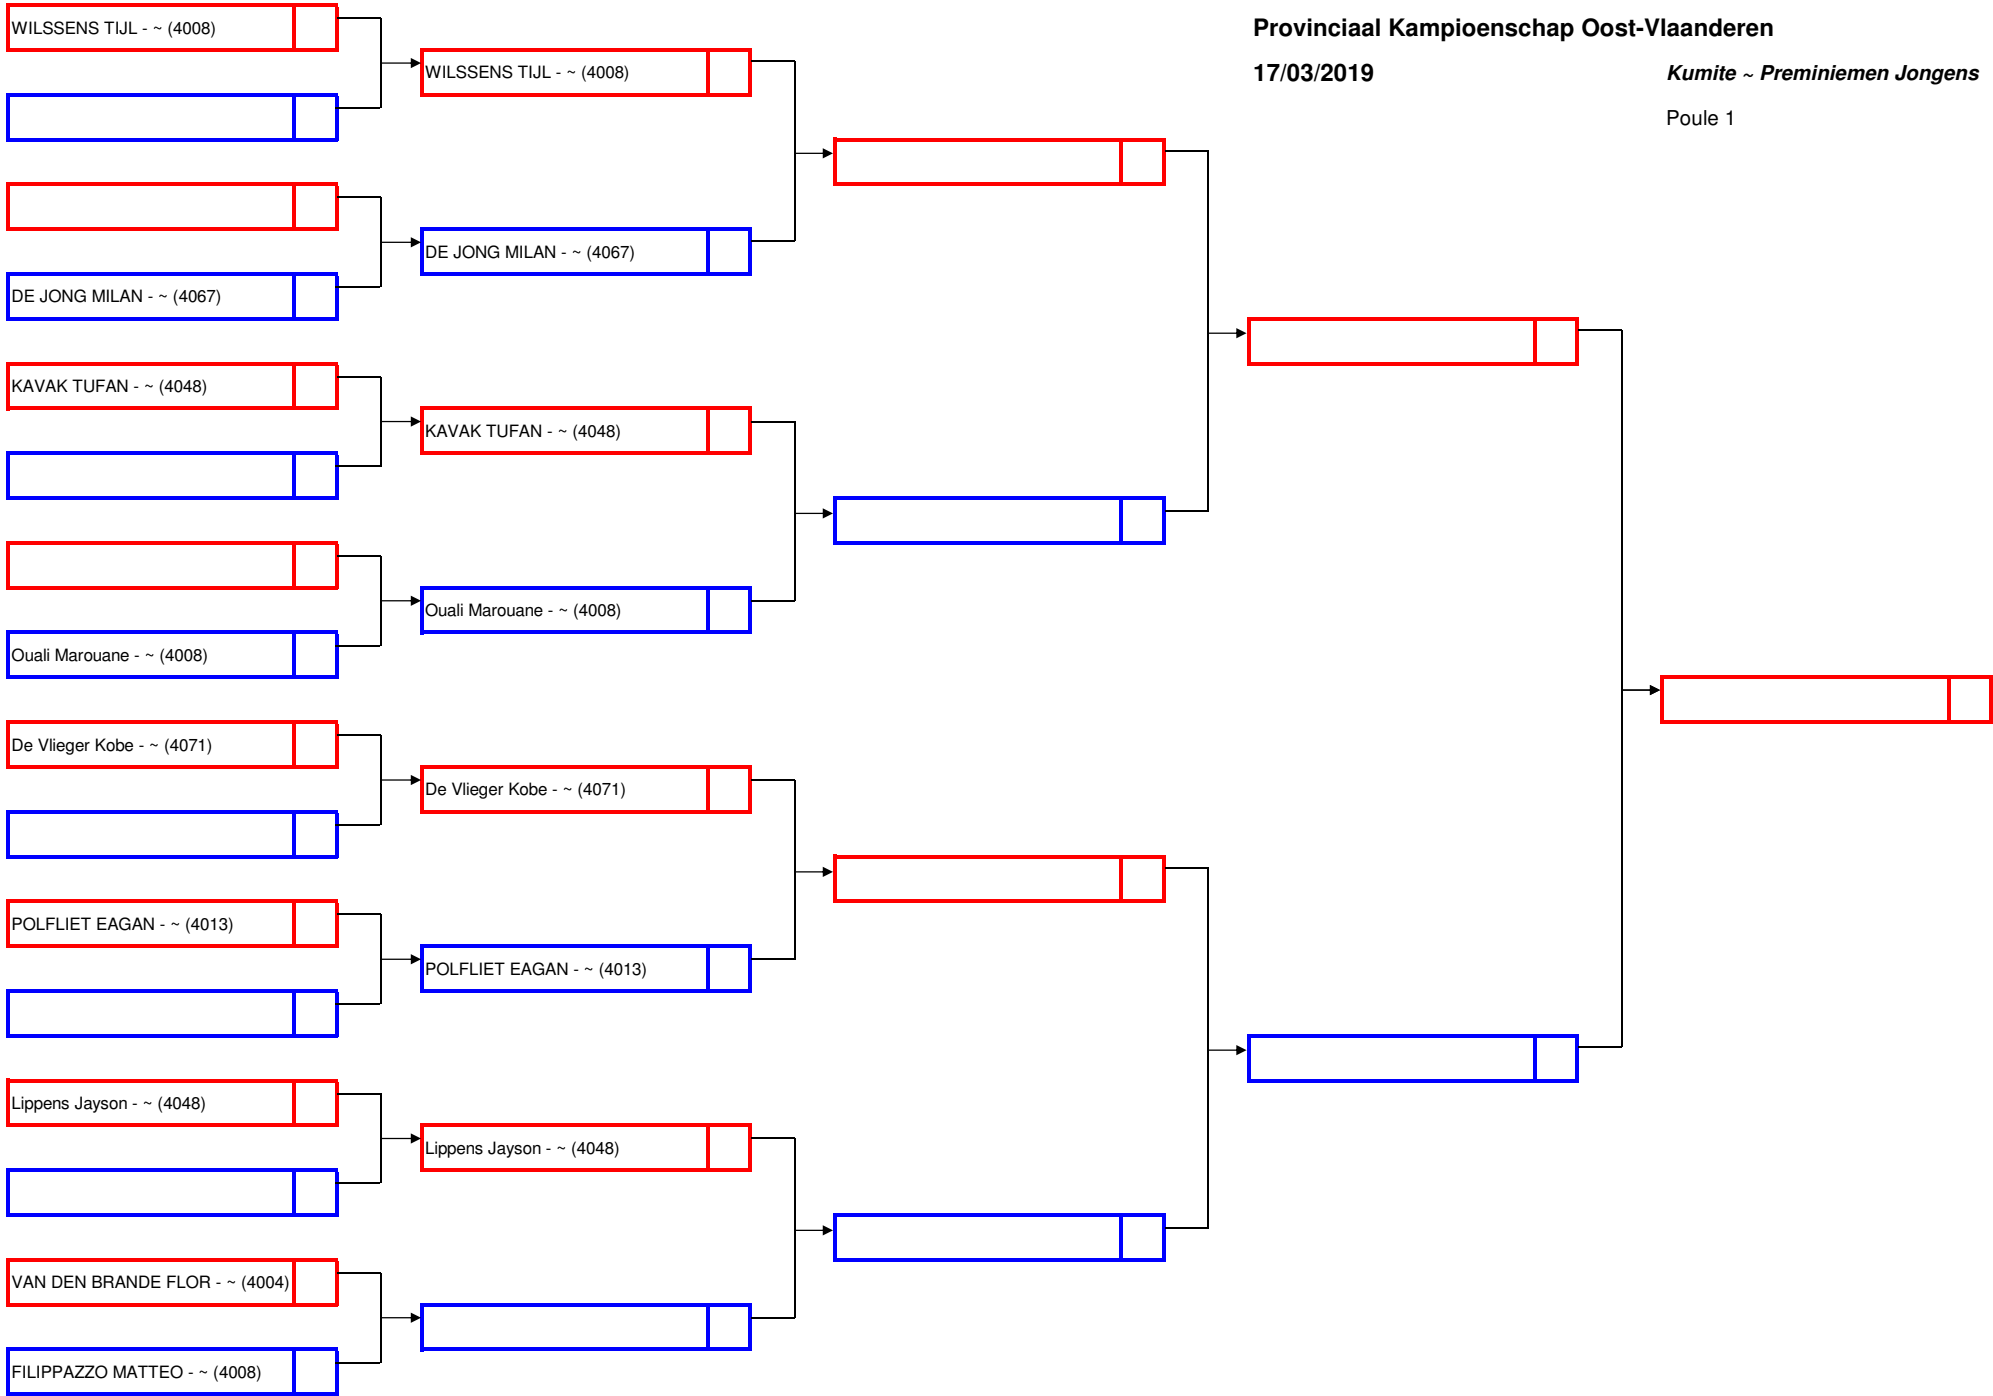 Provinciaal Kampioenschap Oost-Vlaanderen
17/03/2019
Kumite ~ Preminiemen Jongens
Poule 1
WILSSENS TIJL - ~ (4008)
DE JONG MILAN - ~ (4067)
KAVAK TUFAN - ~ (4048)
Ouali Marouane - ~ (4008)
De Vlieger Kobe - ~ (4071)
POLFLIET EAGAN - ~ (4013)
Lippens Jayson - ~ (4048)
VAN DEN BRANDE FLOR - ~ (4004)
FILIPPAZZO MATTEO - ~ (4008)
WILSSENS TIJL - ~ (4008)
DE JONG MILAN - ~ (4067)
KAVAK TUFAN - ~ (4048)
Ouali Marouane - ~ (4008)
De Vlieger Kobe - ~ (4071)
POLFLIET EAGAN - ~ (4013)
Lippens Jayson - ~ (4048)